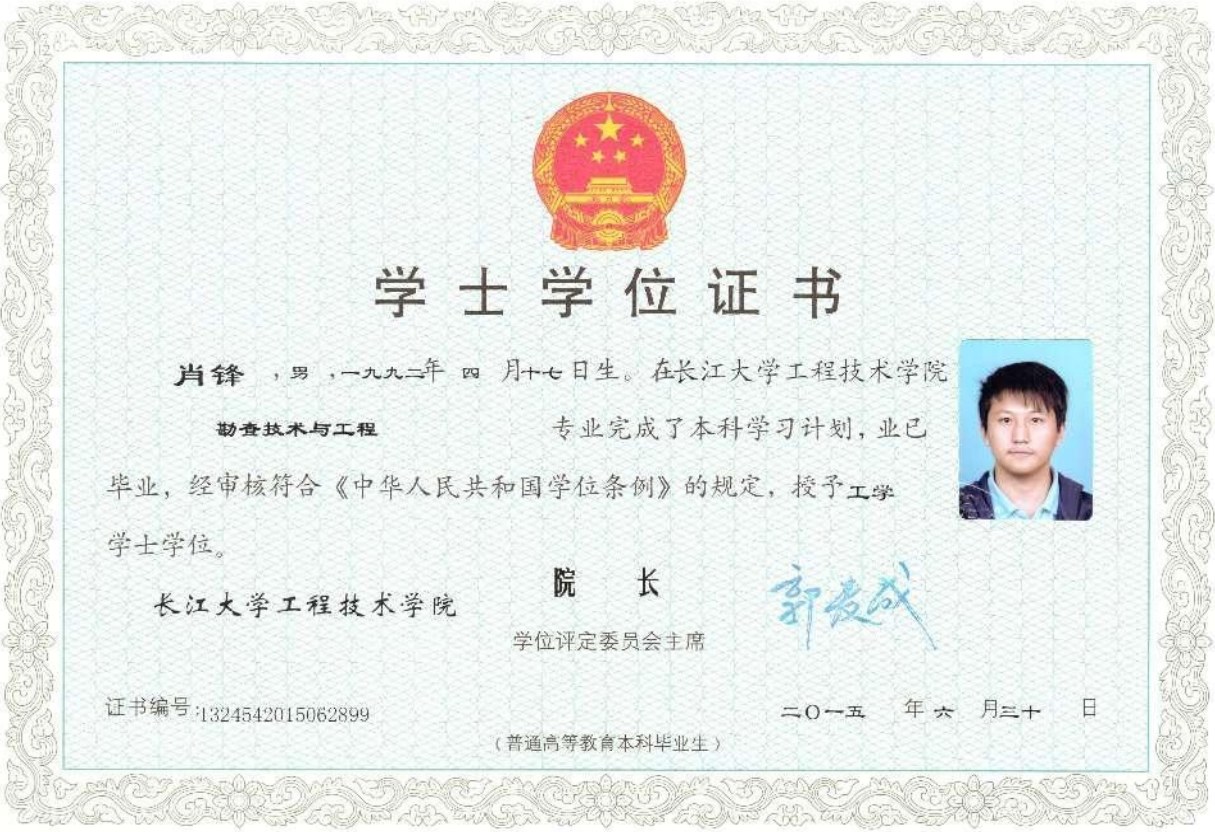 学士学位证书
肖锋 ，男 ，一九九二年 四 月十七日生。在长江大学工程技术学院
勘查技术与工程 专业完成了本科学习计划，业已
毕业，经审核符合《中华人民共和国学位条例》的规定，授予工学
学士学位。
长江大学工程技术学院
院 长
郭麦成
学位评定委员会主席
证书编号:1324542015062899
二〇一五 年 六 月三十 日
（普通高等教育本科毕业生）